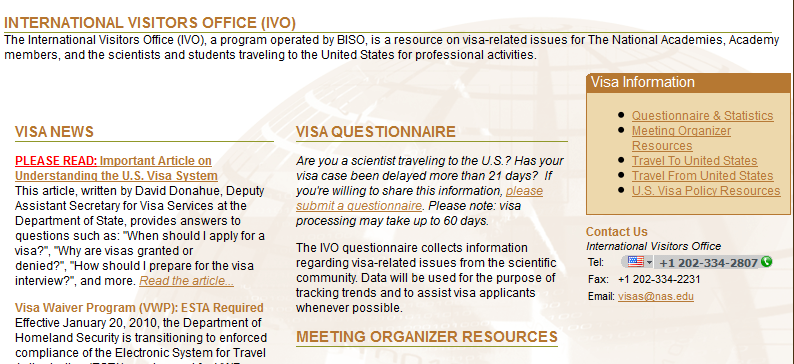 INTERNATIONAL VISITORS OFFICE (IVO)
The International Visitors Office (IVO), a program operated by BISO, is a resource on visa-related issues for The National Academies, Academy
members, and the scientists and students traveling to the United States for professional activities.
VISA NEWS
PLEASE READ: Important Article on
Understanding the U.S. Visa System
This article, written by David Donahue, Deputy
Assistant Secretary for Visa Services at the
Department of State, provides answers to
questions such as: "When should I apply for a
visa?", "Why are visas granted or
denied?", "How should I prepare for the visa
interview?", and more. Read the article...
Visa Waiver Program (VWP): ESTA Required
Effective January 20, 2010, the Department of
Homeland Security is transitioning to enforced
compliance of the Electronic System for Travel
VISA QUESTIONNAIRE
Are you a scientist traveling to the U.S.? Has your
visa case been delayed more than 21 days? If
you're willing to share this information, please
submit a questionnaire. Please note: visa
processing may take up to 60 days.
The IVO questionnaire collects information
regarding visa-related issues from the scientific
community. Data will be used for the purpose of
tracking trends and to assist visa applicants
whenever possible.
MEETING ORGANIZER RESOURCES
Visa Information
Questionnaire & Statistics
Meeting Organizer
Resources
Travel To United States
Travel From United States
U.S. Visa Policy Resources
Contact Us
International Visitors Office
Tel: +1 202-334-2807
Fax: +1 202-334-2231
Email: visas@nas.edu